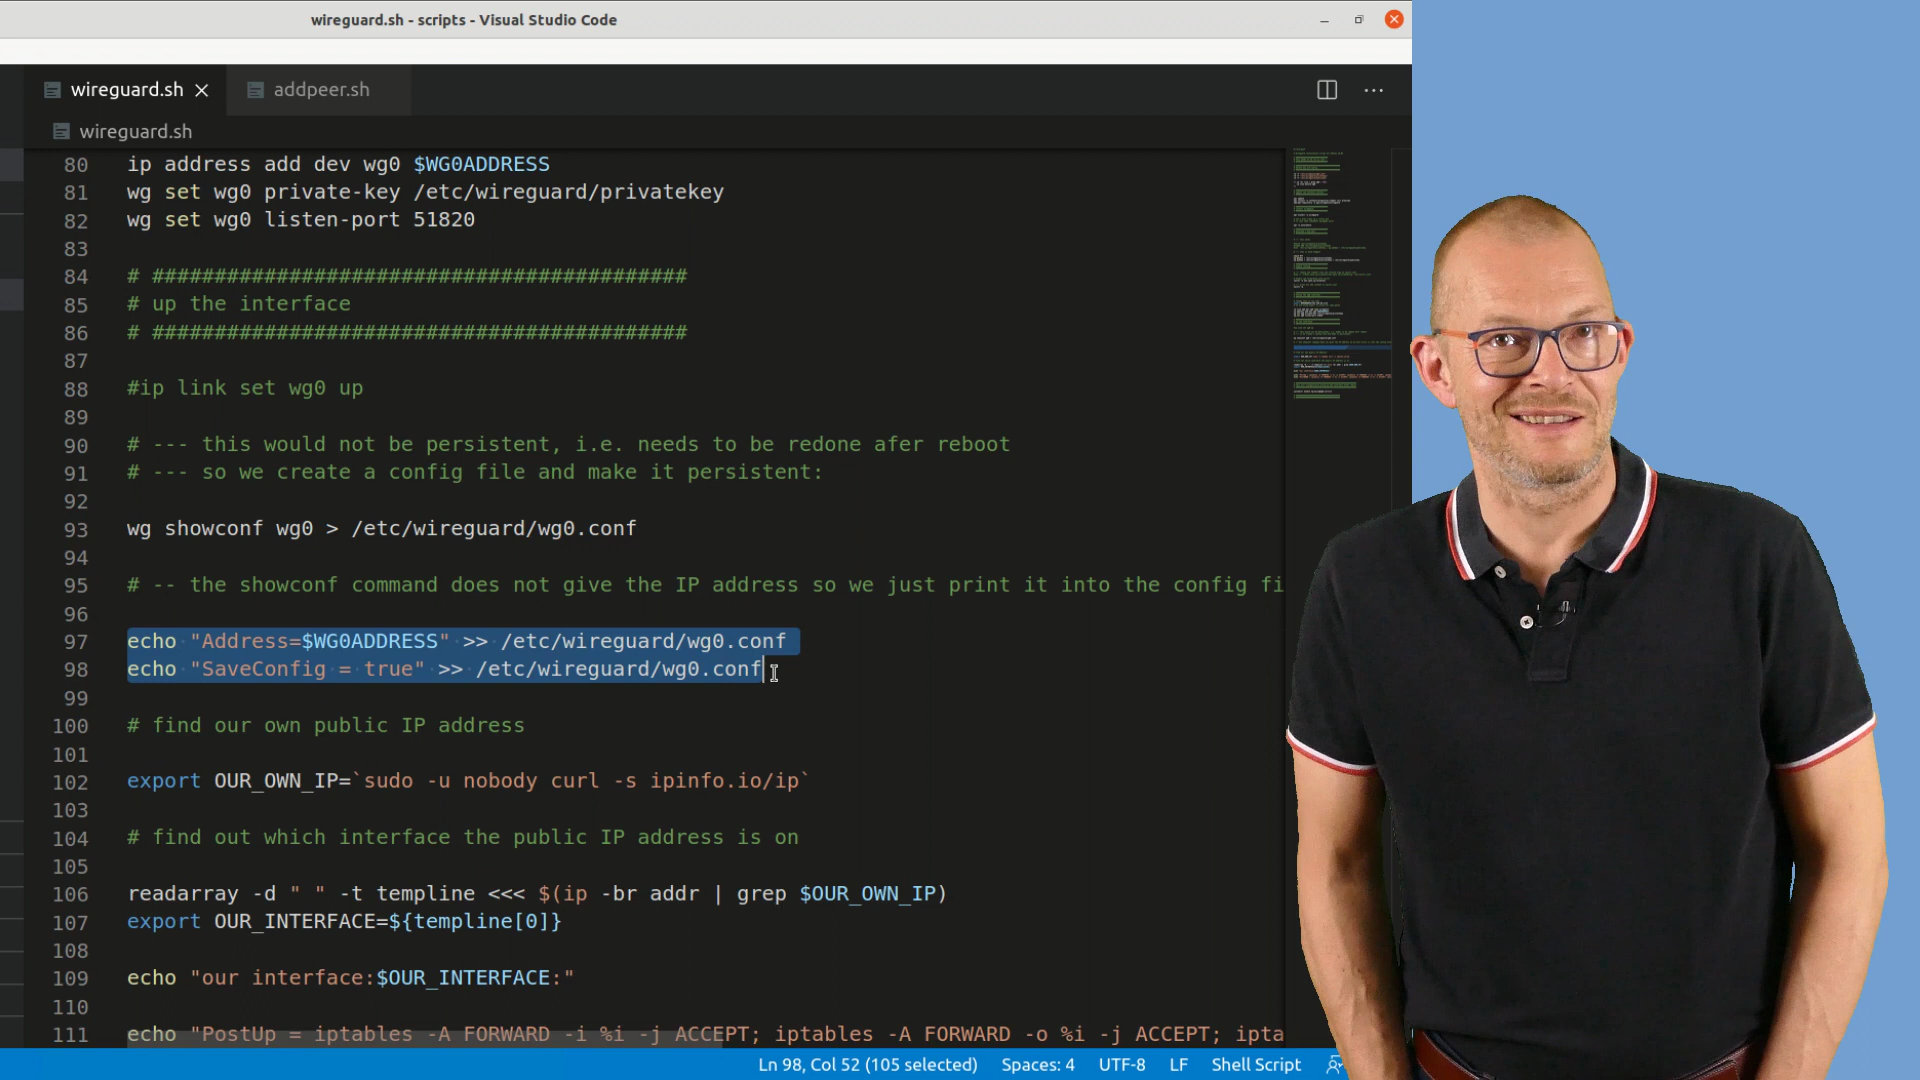 wireguard.sh - scripts - Visual Studio Code
wireguard.sh
addpeer.sh
wireguard.sh
80 ip address add dev wg0 $WG0ADDRESS
81 wg set wg0 private-key /etc/wireguard/privatekey
82 wg set wg0 listen-port 51820
83
84 # ###########################################
85 # up the interface
86 # ###########################################
87
88 #ip link set wg0 up
89
90 # --- this would not be persistent, i.e. needs to be redone afer reboot
91 # --- so we create a config file and make it persistent:
92
93 wg showconf wg0 > /etc/wireguard/wg0.conf
94
95 # -- the showconf command does not give the IP address so we just print it into the config fi
96
97 echo "Address=$WG0ADDRESS" >> /etc/wireguard/wg0.conf
98 echo "SaveConfig = true" >> /etc/wireguard/wg0.conf
99
100 # find our own public IP address
101
102 export OUR_OWN_IP=`sudo -u nobody curl -s ipinfo.io/ip`
103
104 # find out which interface the public IP address is on
105
106 readarray -d " " -t templine <<< $(ip -br addr | grep $OUR_OWN_IP)
107 export OUR_INTERFACE=${templine[0]}
108
109 echo "our interface:$OUR_INTERFACE:"
110
111 echo "PostUp = iptables -A FORWARD -i %i -j ACCEPT; iptables -A FORWARD -o %i -j ACCEPT; ipta
Ln 98, Col 52 (105 selected) Spaces: 4 UTF-8 LF Shell Script